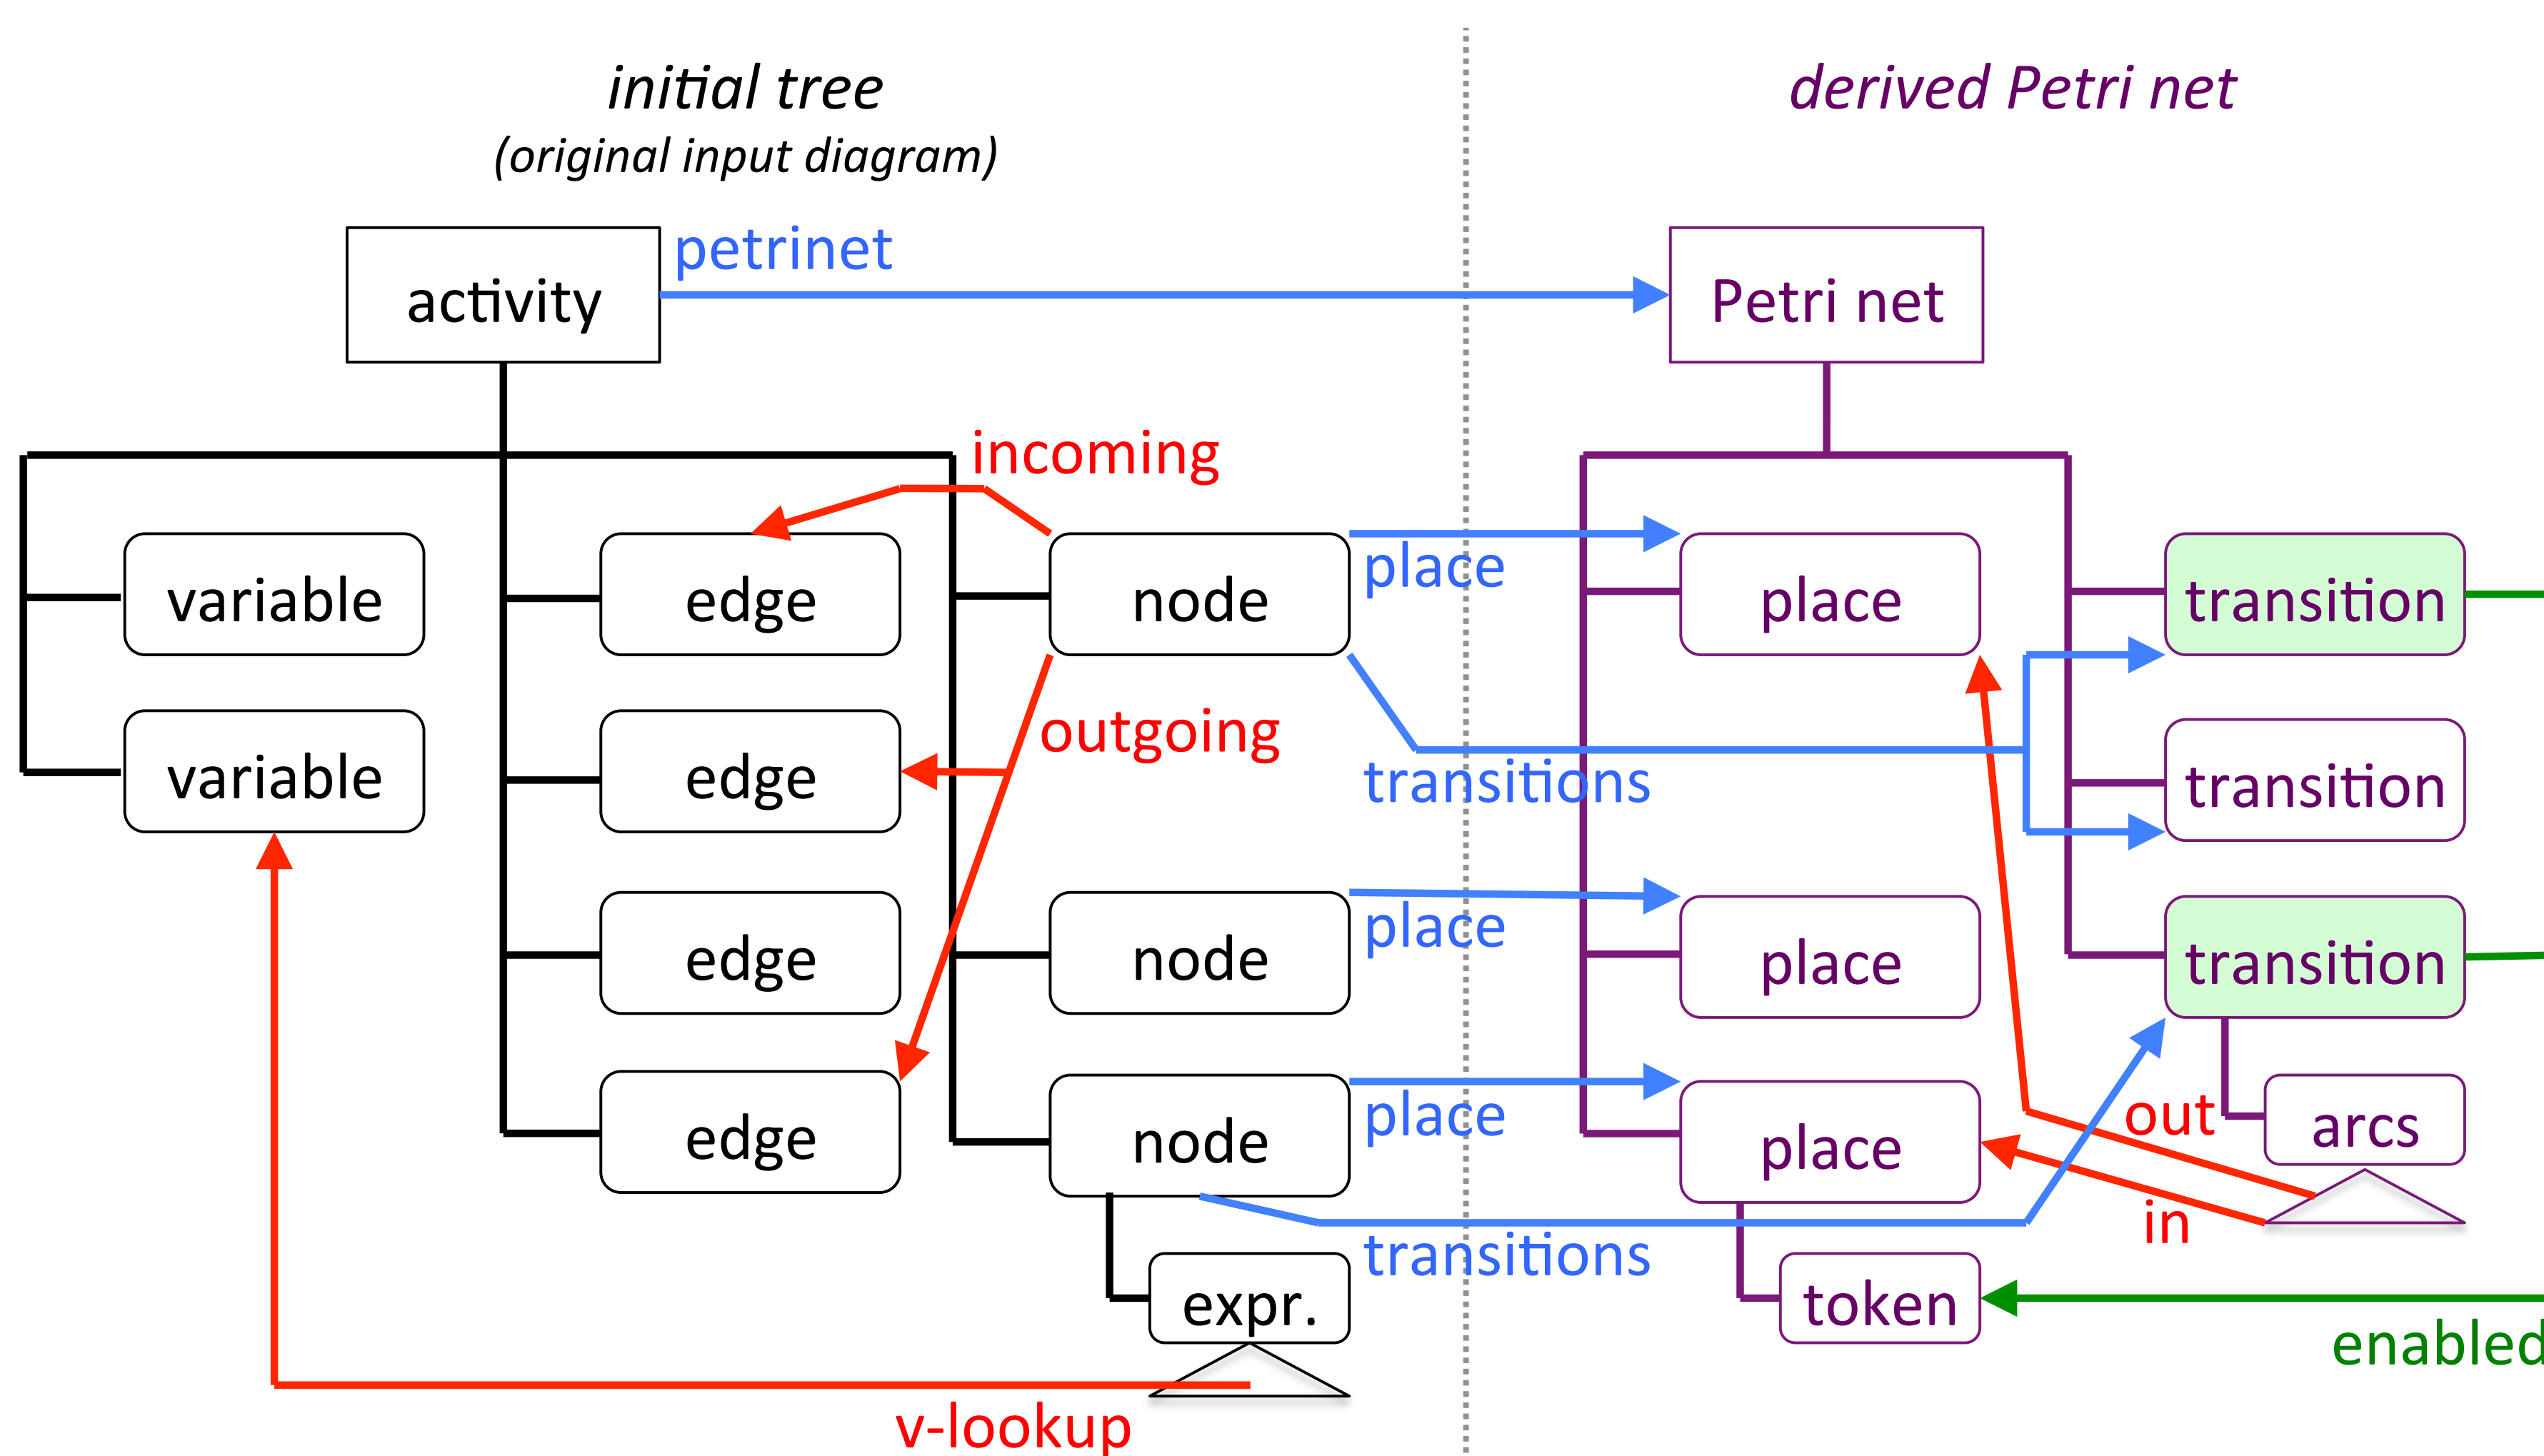 initial tree
(original input diagram)
derived Petri net
activity
petrinet
Petri net
incoming
variable
edge
node
place
place
transition
variable
edge
outgoing
transitions
transition
edge
node
place
place
transition
edge
node
place
place
out
arcs
in
expr.
transitions
token
enabled
v-lookup